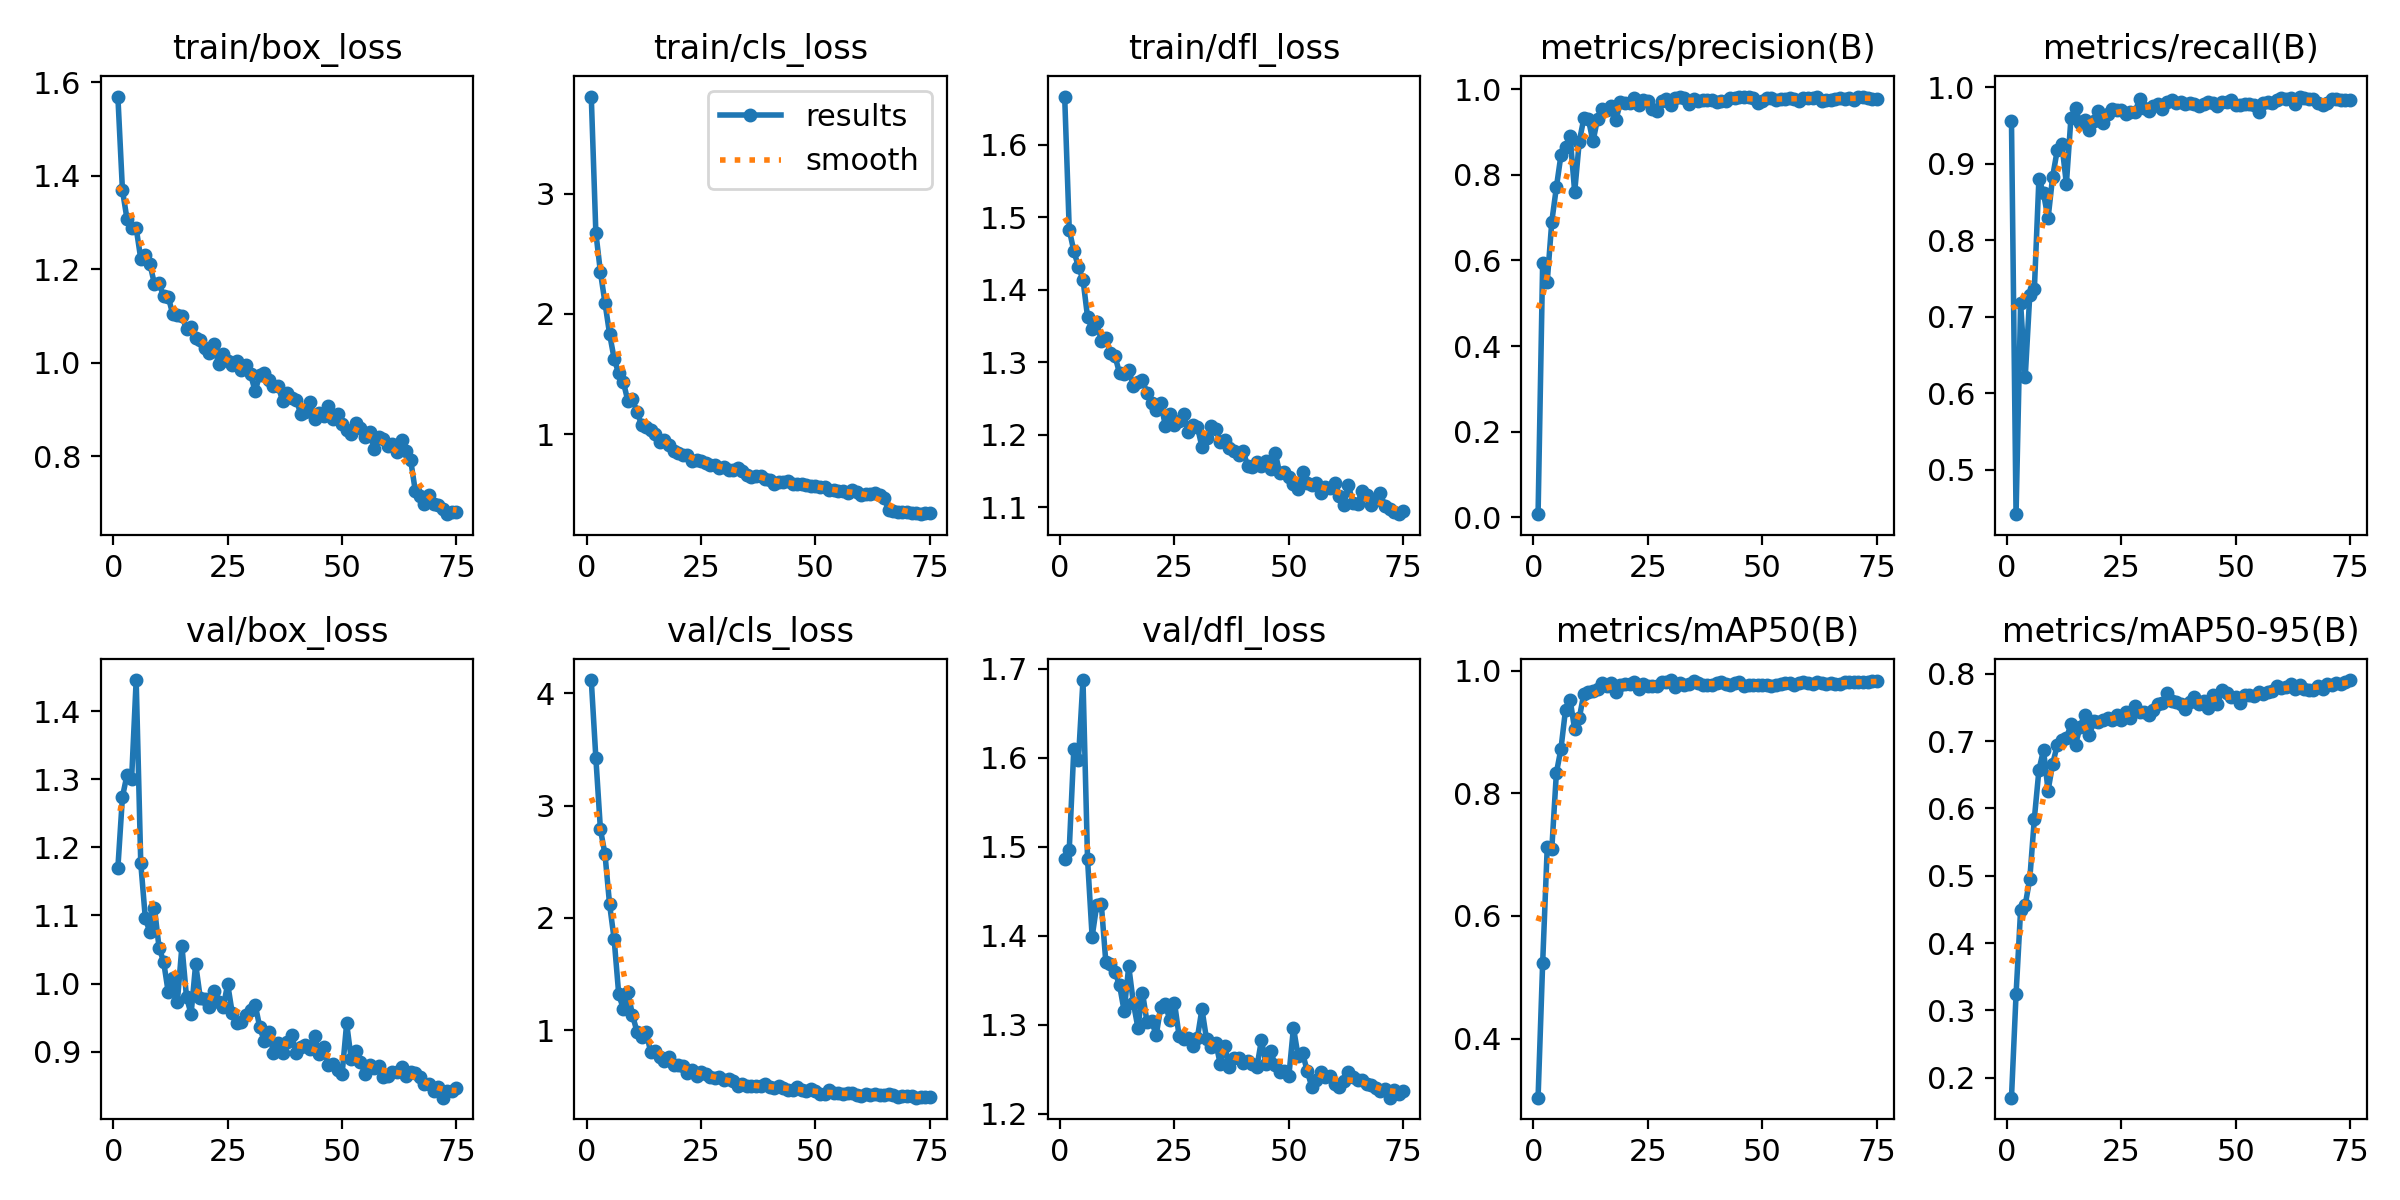 train/box_loss
1.6
1.4
1.2
1.0
0.8
0 25 50 75
train/cls_loss
results
smooth
3
2
1
0 25 50 75
train/dfl_loss
1.6
1.5
1.4
1.3
1.2
1.1
0 25 50 75
metrics/precision(B)
1.0
0.8
0.6
0.4
0.2
0.0
0 25 50 75
metrics/recall(B)
1.0
0.9
0.8
0.7
0.6
0.5
0 25 50 75
val/box_loss
1.4
1.3
1.2
1.1
1.0
0.9
0 25 50 75
val/cls_loss
4
3
2
1
0 25 50 75
val/dfl_loss
1.7
1.6
1.5
1.4
1.3
1.2
0 25 50 75
metrics/mAP50(B)
1.0
0.8
0.6
0.4
0 25 50 75
metrics/mAP50-95(B)
0.8
0.7
0.6
0.5
0.4
0.3
0.2
0 25 50 75